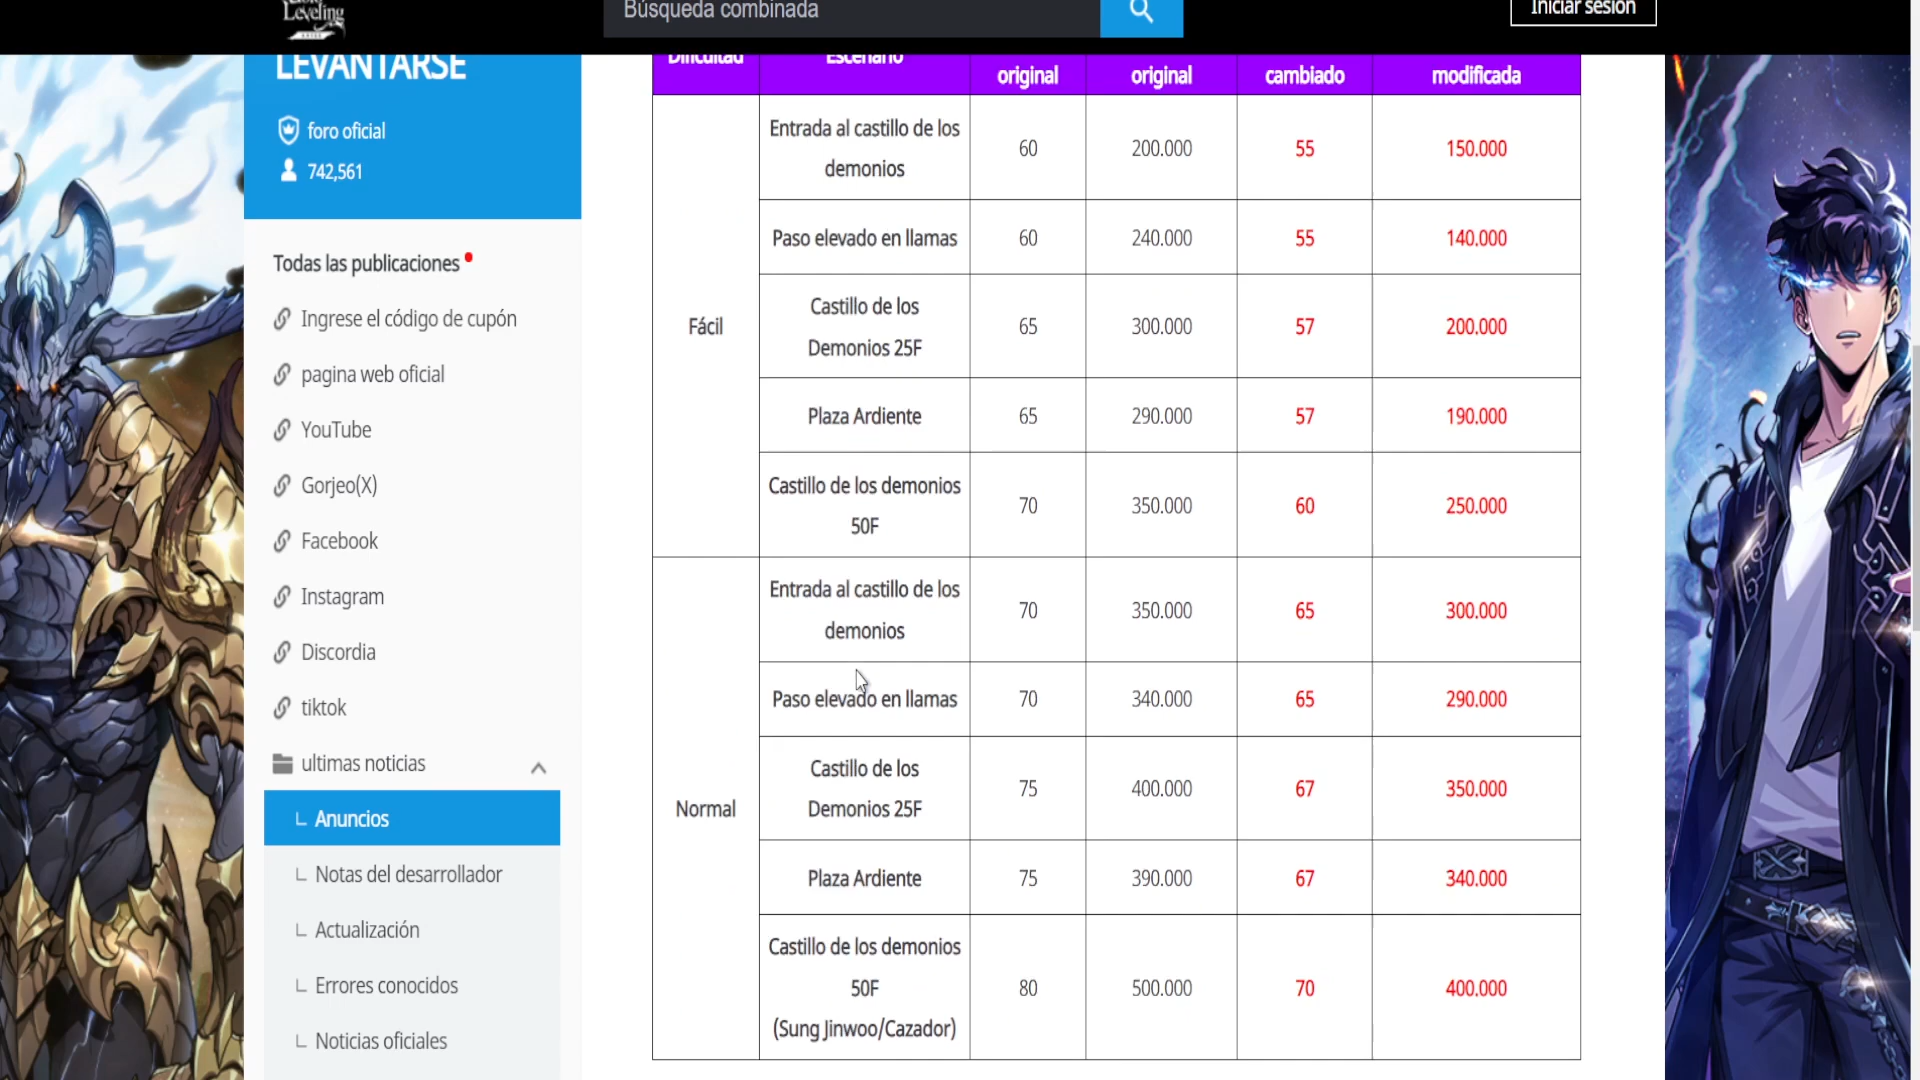 Leveling
Búsqueda combinada
Iniciar sesión
LEVANTARSE
foro oficial
742,561
Todas las publicaciones
Ingrese el código de cupón
pagina web oficial
YouTube
Gorjeo(X)
Facebook
Instagram
Discordia
tiktok
ultimas noticias
Anuncios
Notas del desarrollador
Actualización
Errores conocidos
Noticias oficiales
Dificultad Escenario original original cambiado modificada
Fácil
Entrada al castillo de los
demonios
60 200.000 55 150.000
Paso elevado en llamas 60 240.000 55 140.000
Castillo de los
Demonios 25F
65 300.000 57 200.000
Plaza Ardiente 65 290.000 57 190.000
Castillo de los demonios
50F
70 350.000 60 250.000
Normal
Entrada al castillo de los
demonios
70 350.000 65 300.000
Paso elevado en llamas 70 340.000 65 290.000
Castillo de los
Demonios 25F
75 400.000 67 350.000
Plaza Ardiente 75 390.000 67 340.000
Castillo de los demonios
50F
(Sung Jinwoo/Cazador)
80 500.000 70 400.000